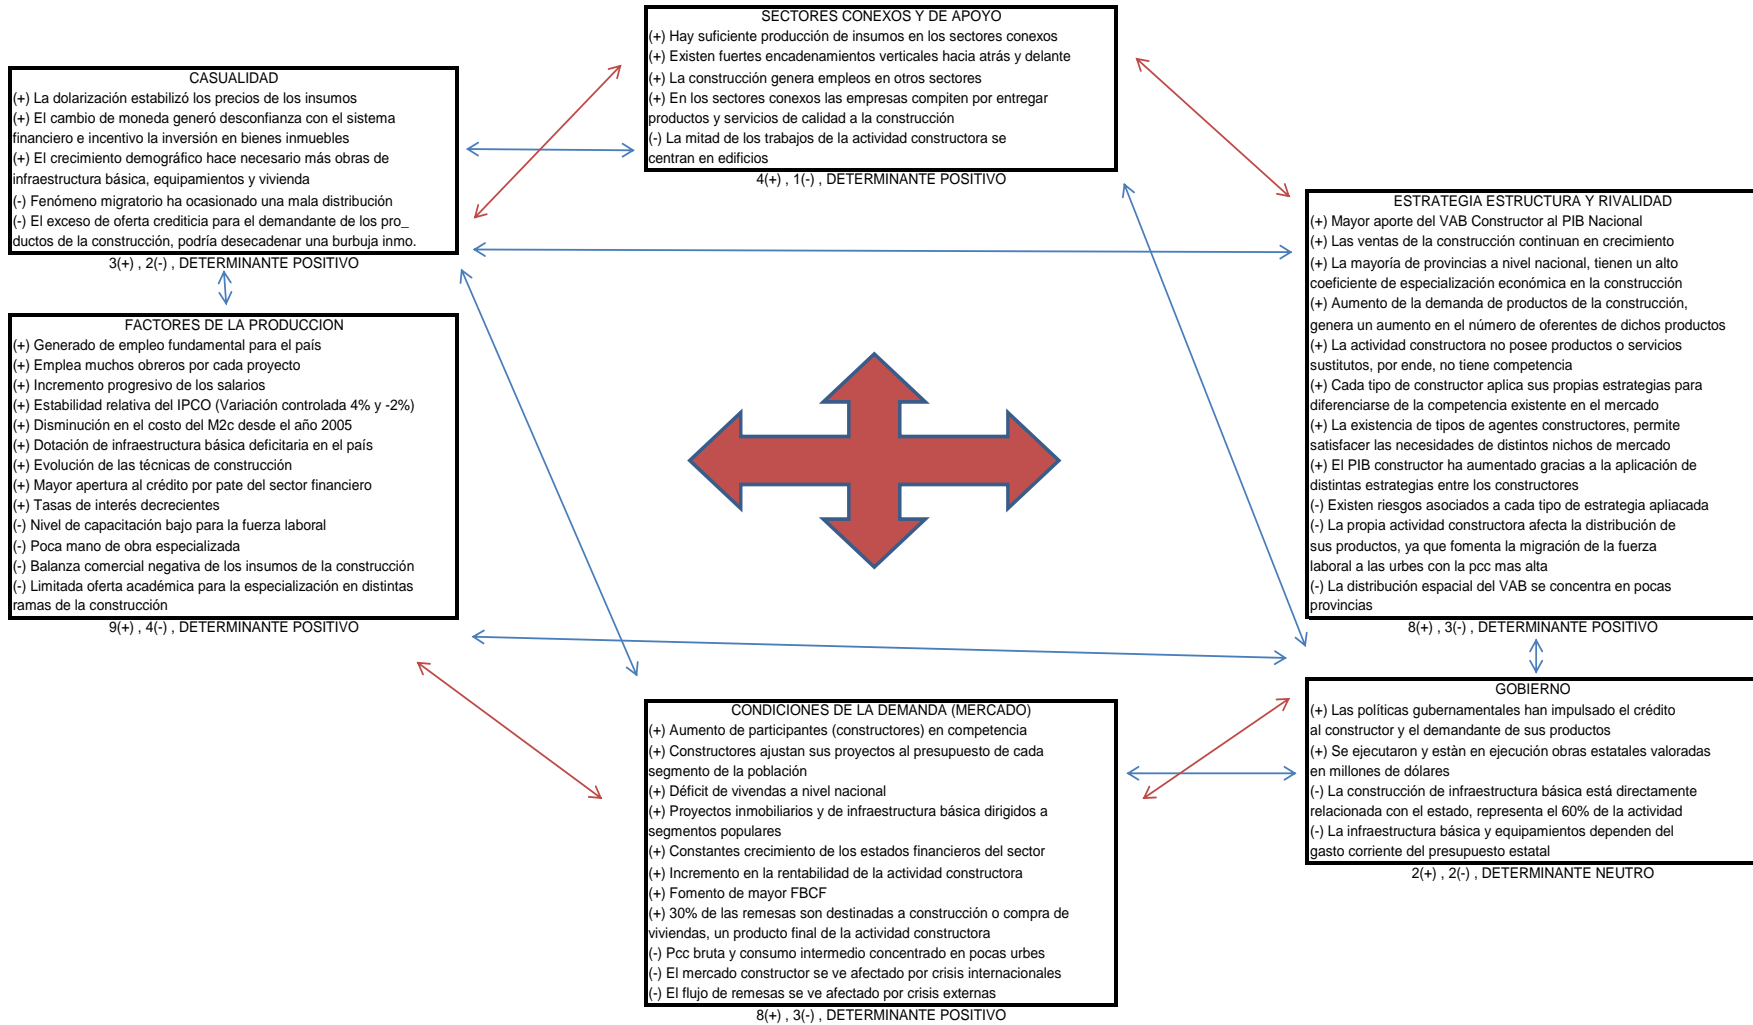 SECTORES CONEXOS Y DE APOYO
(+) Hay suficiente producción de insumos en los sectores conexos
(+) Existen fuertes encadenamientos verticales hacia atrás y delante
(+) La construcción genera empleos en otros sectores
(+) En los sectores conexos las empresas compiten por entregar
productos y servicios de calidad a la construcción
(-) La mitad de los trabajos de la actividad constructora se
centran en edificios
4(+) , 1(-) , DETERMINANTE POSITIVO
CASUALIDAD
(+) La dolarización estabilizó los precios de los insumos
(+) El cambio de moneda generó desconfianza con el sistema
financiero e incentivo la inversión en bienes inmuebles
(+) El crecimiento demográfico hace necesario más obras de
infraestructura básica, equipamientos y vivienda
(-) Fenómeno migratorio ha ocasionado una mala distribución
(-) El exceso de oferta crediticia para el demandante de los pro_
ductos de la construcción, podría desecadenar una burbuja inmo.
3(+) , 2(-) , DETERMINANTE POSITIVO
ESTRATEGIA ESTRUCTURA Y RIVALIDAD
(+) Mayor aporte del VAB Constructor al PIB Nacional
(+) Las ventas de la construcción continuan en crecimiento
(+) La mayoría de provincias a nivel nacional, tienen un alto
coeficiente de especialización económica en la construcción
(+) Aumento de la demanda de productos de la construcción,
genera un aumento en el número de oferentes de dichos productos
(+) La actividad constructora no posee productos o servicios
sustitutos, por ende, no tiene competencia
(+) Cada tipo de constructor aplica sus propias estrategias para
diferenciarse de la competencia existente en el mercado
(+) La existencia de tipos de agentes constructores, permite
satisfacer las necesidades de distintos nichos de mercado
(+) El PIB constructor ha aumentado gracias a la aplicación de
distintas estrategias entre los constructores
(-) Existen riesgos asociados a cada tipo de estrategia apliacada
(-) La propia actividad constructora afecta la distribución de
sus productos, ya que fomenta la migración de la fuerza
laboral a las urbes con la pcc mas alta
(-) La distribución espacial del VAB se concentra en pocas
provincias
8(+) , 3(-) , DETERMINANTE POSITIVO
FACTORES DE LA PRODUCCION
(+) Generado de empleo fundamental para el país
(+) Emplea muchos obreros por cada proyecto
(+) Incremento progresivo de los salarios
(+) Estabilidad relativa del IPCO (Variación controlada 4% y -2%)
(+) Disminución en el costo del M2c desde el año 2005
(+) Dotación de infraestructura básica deficitaria en el país
(+) Evolución de las técnicas de construcción
(+) Mayor apertura al crédito por pate del sector financiero
(+) Tasas de interés decrecientes
(-) Nivel de capacitación bajo para la fuerza laboral
(-) Poca mano de obra especializada
(-) Balanza comercial negativa de los insumos de la construcción
(-) Limitada oferta académica para la especialización en distintas
ramas de la construcción
9(+) , 4(-) , DETERMINANTE POSITIVO
CONDICIONES DE LA DEMANDA (MERCADO)
(+) Aumento de participantes (constructores) en competencia
(+) Constructores ajustan sus proyectos al presupuesto de cada
segmento de la población
(+) Déficit de vivendas a nivel nacional
(+) Proyectos inmobiliarios y de infraestructura básica dirigidos a
segmentos populares
(+) Constantes crecimiento de los estados financieros del sector
(+) Incremento en la rentabilidad de la actividad constructora
(+) Fomento de mayor FBCF
(+) 30% de las remesas son destinadas a construcción o compra de
viviendas, un producto final de la actividad constructora
(-) Pcc bruta y consumo intermedio concentrado en pocas urbes
(-) El mercado constructor se ve afectado por crisis internacionales
(-) El flujo de remesas se ve afectado por crisis externas
8(+) , 3(-) , DETERMINANTE POSITIVO
GOBIERNO
(+) Las políticas gubernamentales han impulsado el crédito
al constructor y el demandante de sus productos
(+) Se ejecutaron y estàn en ejecución obras estatales valoradas
en millones de dólares
(-) La construcción de infraestructura básica está directamente
relacionada con el estado, representa el 60% de la actividad
(-) La infraestructura básica y equipamientos dependen del
gasto corriente del presupuesto estatal
2(+) , 2(-) , DETERMINANTE NEUTRO